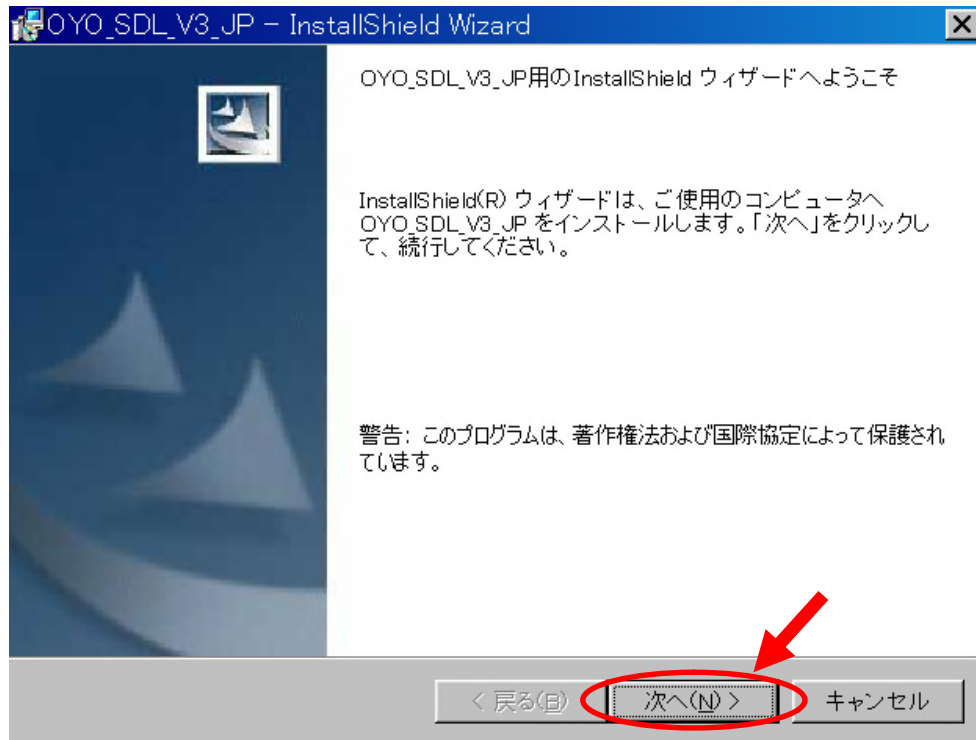 OYO_SDL_V3_JP - InstallShield Wizard
OYO_SDL_V3_JP用のInstallShield ウィザードへようこそ
InstallShield(R) ウィザードは、ご使用のコンピュータへ
OYO_SDL_V3_JP をインストールします。「次へ」をクリックし
て、続行してください。
警告: このプログラムは、著作権法および国際協定によって保護され
ています。
< 戻る(B)
次へ(N) >
キャンセル